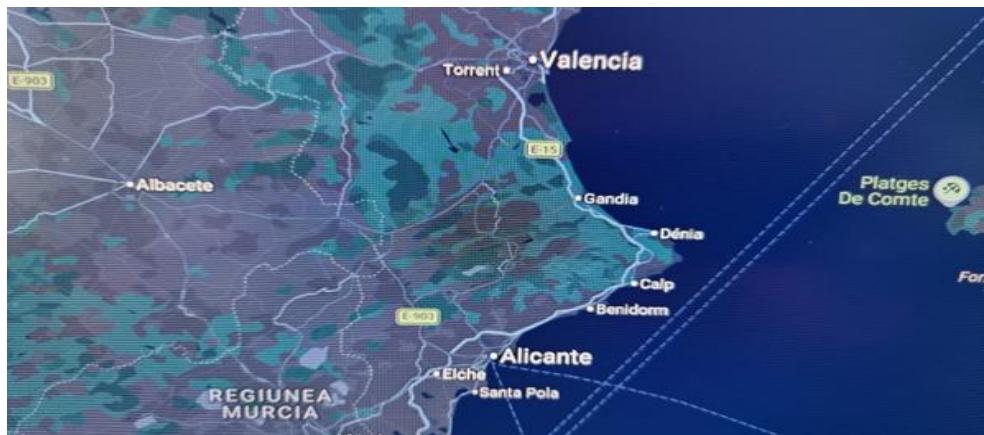 Valencia
Torrent
E-903
E-15
Albacete
Platges
De Comte
Gandia
Dénia
Calp
Benidorm
E-903
Alicante
Elche
Santa Pola
REGIUNEA
MURCIA